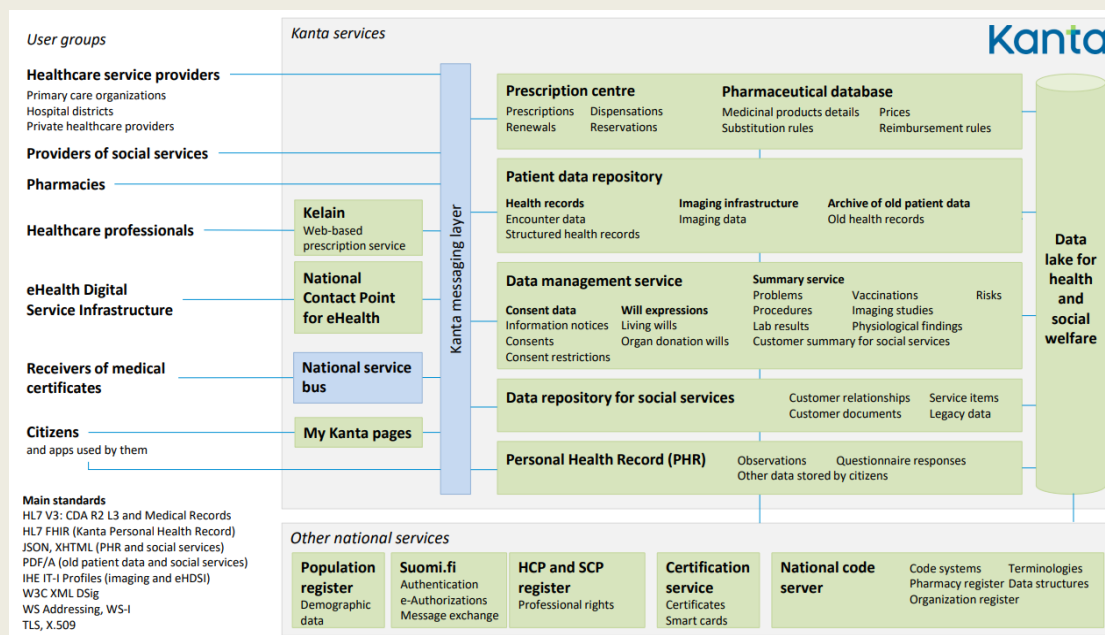 User groups
Healthcare service providers
Primary care organizations
Hospital districts
Private healthcare providers
Providers of social services
Pharmacies
Healthcare professionals
eHealth Digital
Service Infrastructure
Receivers of medical
certificates
Citizens
and apps used by them
Main standards
HL7 V3: CDA R2 L3 and Medical Records
HL7 FHIR (Kanta Personal Health Record)
JSON, XHTML (PHR and social services)
PDF/A (old patient data and social services)
IHE IT-I Profiles (imaging and eHDSI)
W3C XML DSig
WS Addressing, WS-I
TLS, X.509
Kanta services
Kanta
Kelain
Web-based
prescription service
National
Contact Point
for eHealth
National service
bus
My Kanta pages
Kanta messaging layer
Prescription centre
Prescriptions Dispensations
Renewals Reservations
Pharmaceutical database
Medicinal products details Prices
Substitution rules Reimbursement rules
Patient data repository
Health records
Encounter data
Structured health records
Imaging infrastructure
Imaging data
Archive of old patient data
Old health records
Data management service
Consent data
Information notices
Consents
Consent restrictions
Will expressions
Living wills
Organ donation wills
Summary service
Problems Vaccinations Risks
Procedures Imaging studies
Lab results Physiological findings
Customer summary for social services
Data repository for social services
Customer relationships Service items
Customer documents Legacy data
Personal Health Record (PHR)
Observations Questionnaire responses
Other data stored by citizens
Data
lake for
health
and
social
welfare
Other national services
Population
register
Demographic
data
Suomi.fi
Authentication
e-Authorizations
Message exchange
HCP and SCP
register
Professional rights
Certification
service
Certificates
Smart cards
National code
server
Code systems Terminologies
Pharmacy register Data structures
Organization register